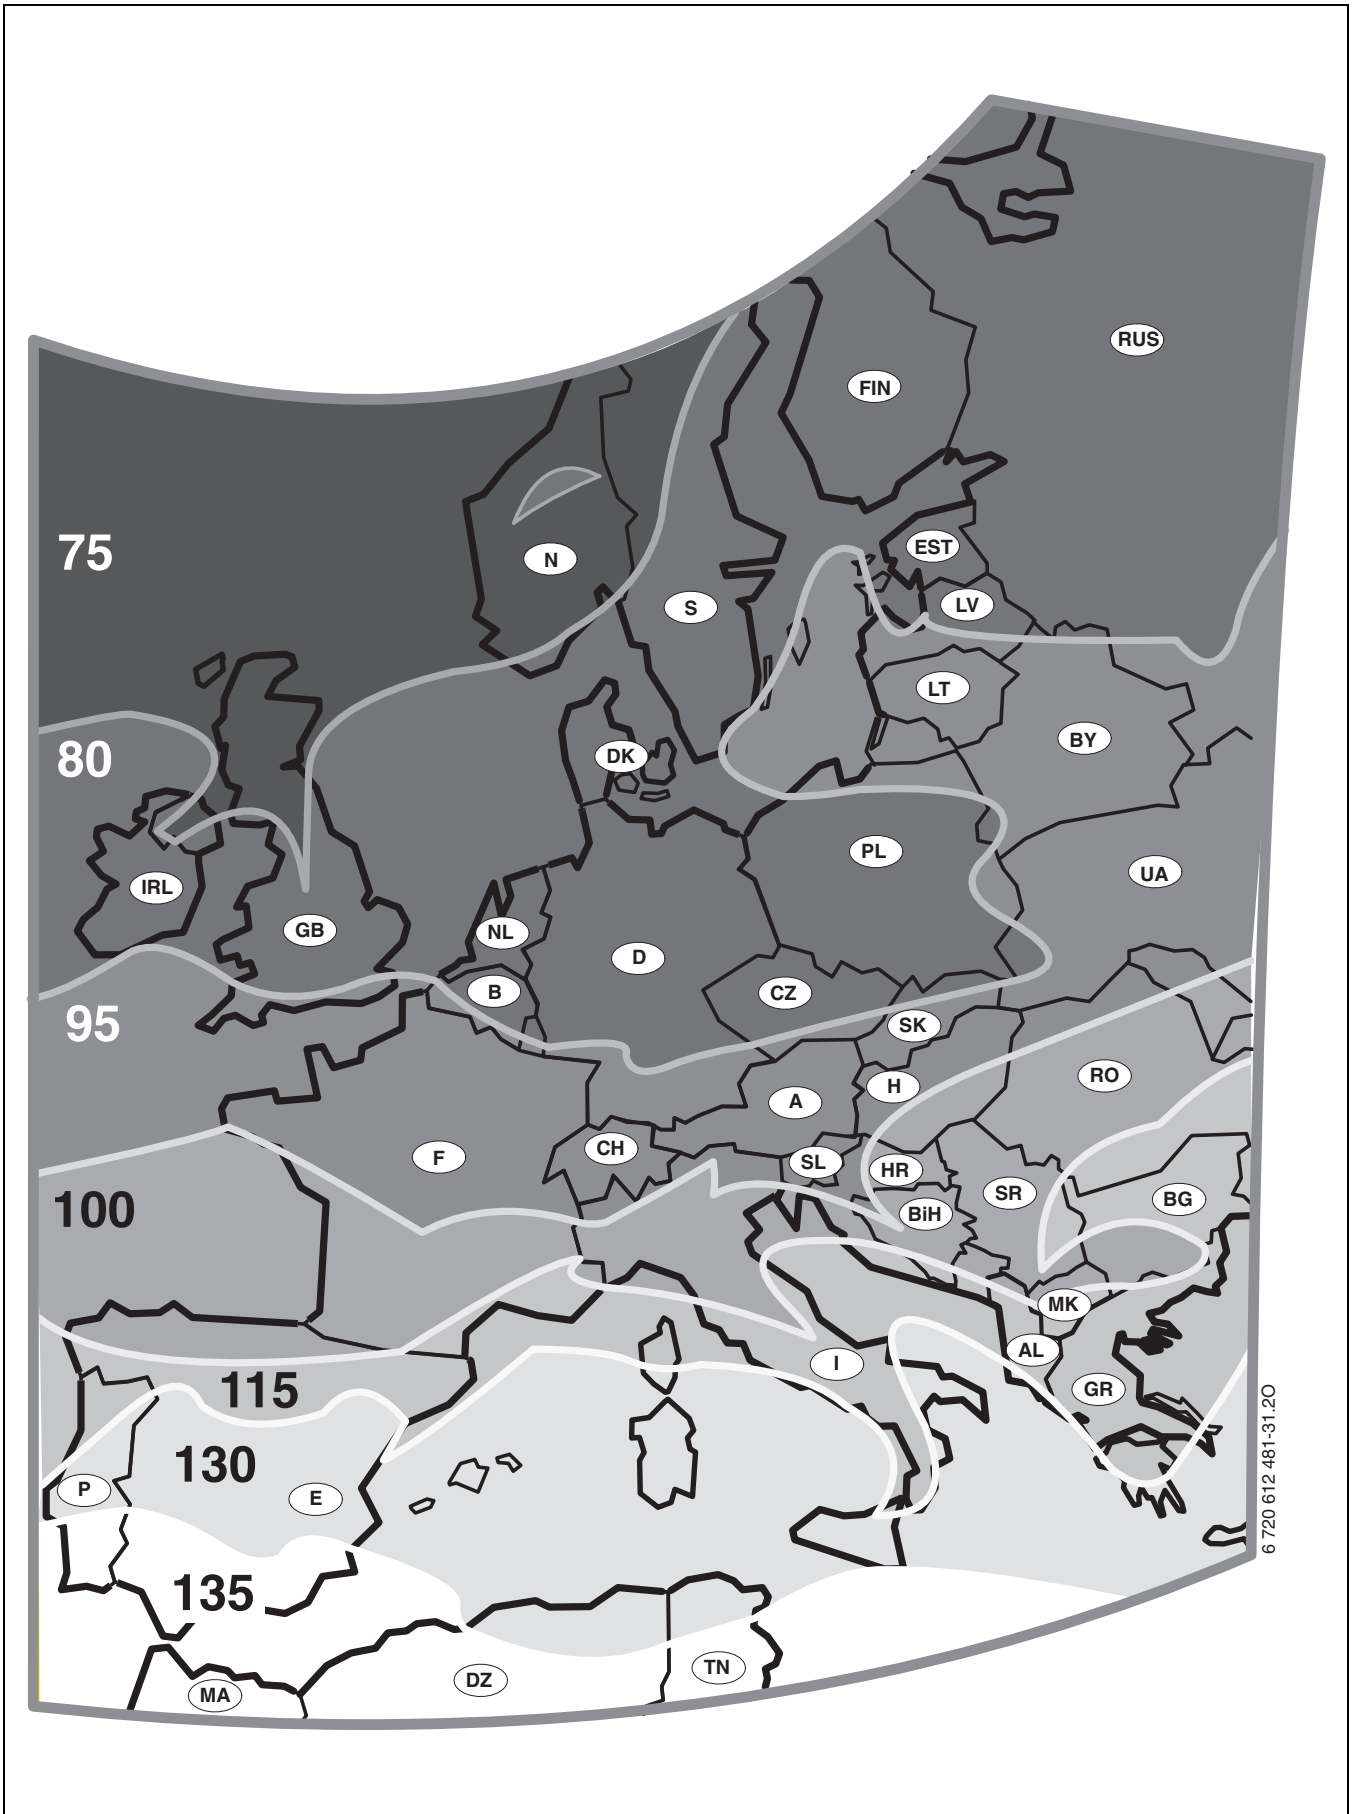 RUS
FIN
75
EST
N
LV
S
LT
80
BY
DK
PL
UA
IRL
GB
NL
D
B
CZ
95
SK
RO
H
A
CH
F
SL
HR
SR
BG
100
BiH
MK
AL
I
115
GR
130
P
E
6 720 612 481-31.2O
135
TN
DZ
MA